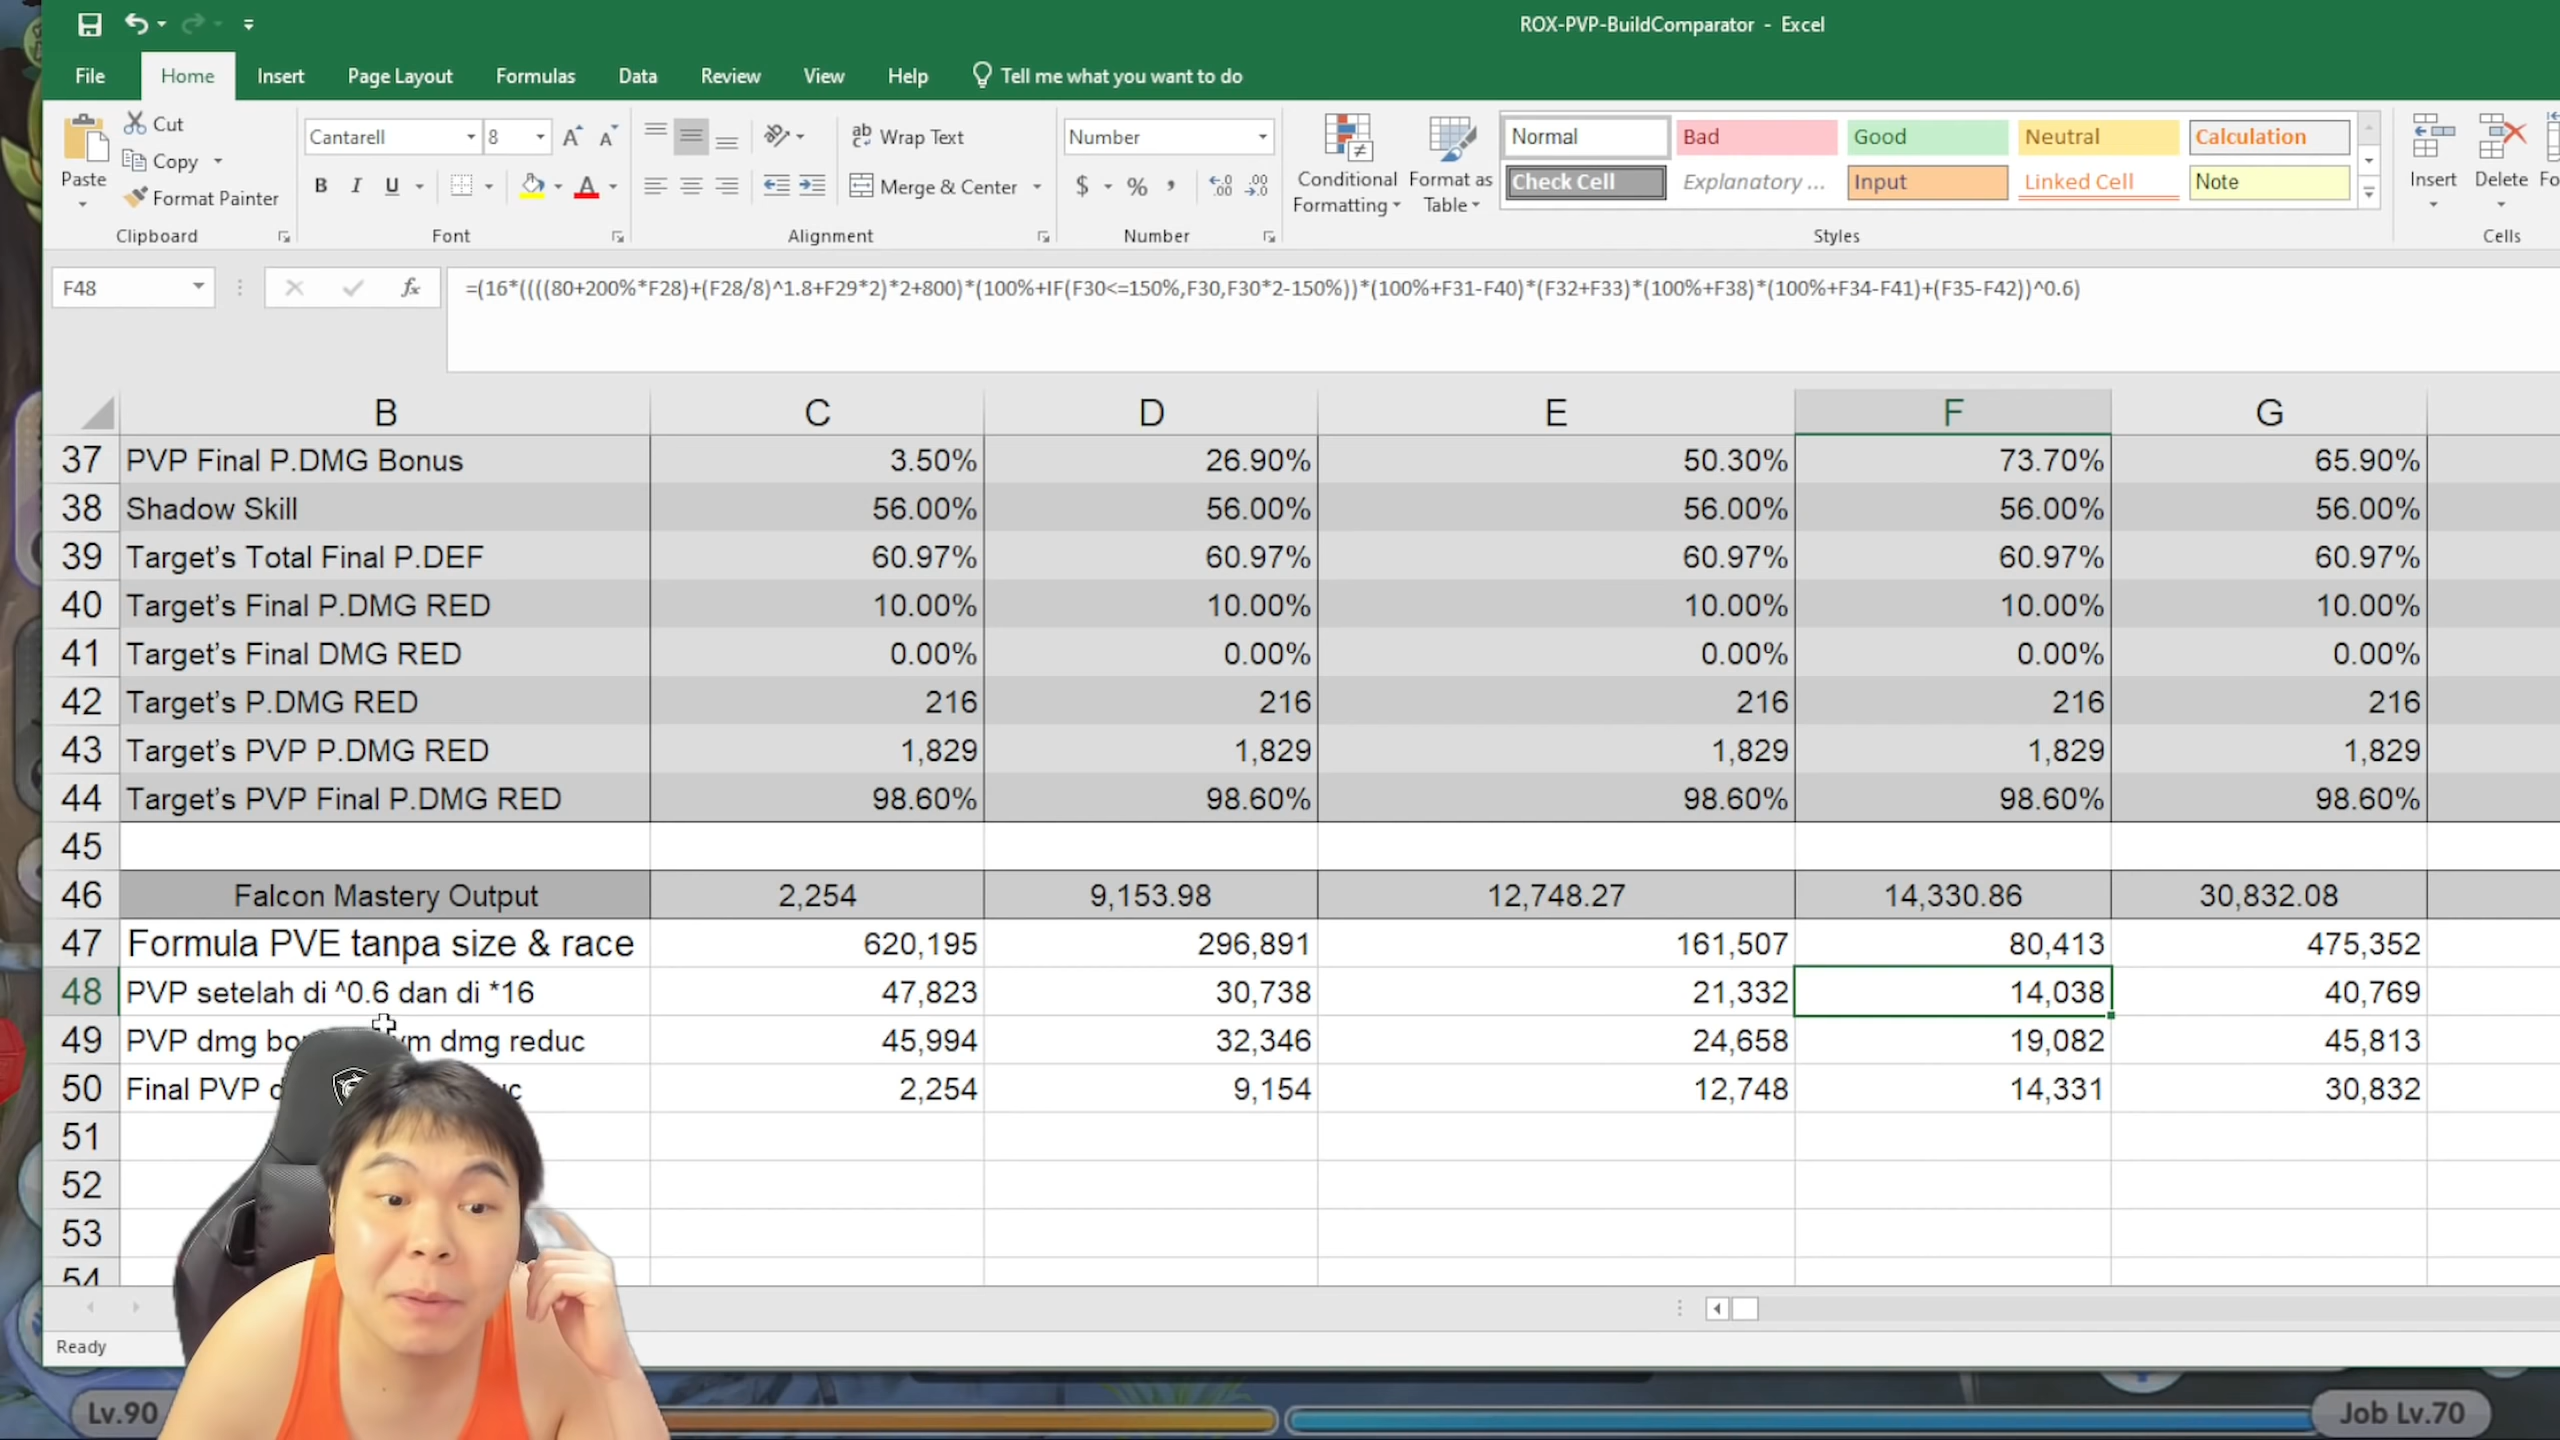 ROX-PVP-BuildComparator - Excel
File Home Insert Page Layout Formulas Data Review View Help Tell me what you want to do
Paste Cut Copy Format Painter Clipboard
Cantarell 8 B I U Font
ab Wrap Text Merge & Center Alignment
Number $ % Number
Conditional Formatting Format as Table
Normal Bad Good Neutral Calculation
Check Cell Explanatory ... Input Linked Cell Note
Styles
Insert Delete Cells
F48 fx =(16*((((80+200%*F28)+(F28/8)^1.8+F29*2)*2+800)*(100%+IF(F30<=150%,F30,F30*2-150%))*(100%+F31-F40)*(F32+F33)*(100%+F38)*(100%+F34-F41)+(F35-F42))^0.6)
B C D E F G
37 PVP Final P.DMG Bonus 3.50% 26.90% 50.30% 73.70% 65.90%
38 Shadow Skill 56.00% 56.00% 56.00% 56.00% 56.00%
39 Target's Total Final P.DEF 60.97% 60.97% 60.97% 60.97% 60.97%
40 Target's Final P.DMG RED 10.00% 10.00% 10.00% 10.00% 10.00%
41 Target's Final DMG RED 0.00% 0.00% 0.00% 0.00% 0.00%
42 Target's P.DMG RED 216 216 216 216 216
43 Target's PVP P.DMG RED 1,829 1,829 1,829 1,829 1,829
44 Target's PVP Final P.DMG RED 98.60% 98.60% 98.60% 98.60% 98.60%
45
46 Falcon Mastery Output 2,254 9,153.98 12,748.27 14,330.86 30,832.08
47 Formula PVE tanpa size & race 620,195 296,891 161,507 80,413 475,352
48 PVP setelah di ^0.6 dan di *16 47,823 30,738 21,332 14,038 40,769
49 PVP dmg dmg reduc 45,994 32,346 24,658 19,082 45,813
50 Final PVP 2,254 9,154 12,748 14,331 30,832
51
52
53
54
Ready
Lv.90 Job Lv.70